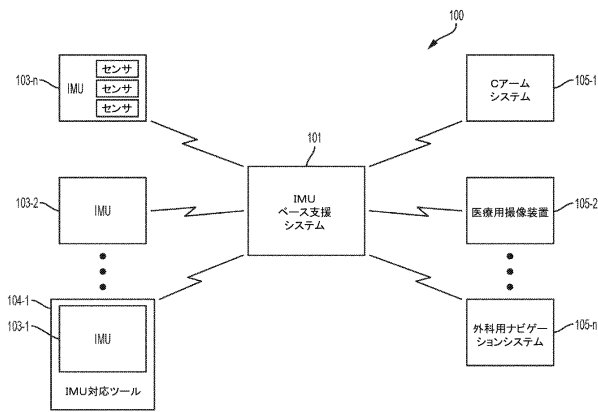 100
103-n
IMU
センサ
センサ
センサ
Cアーム
システム
105-1
101
IMU
ベース支援
システム
103-2
IMU
医療用撮像装置
105-2
104-1
103-1
IMU
IMU対応ツール
外科用ナビゲー
ションシステム
105-n